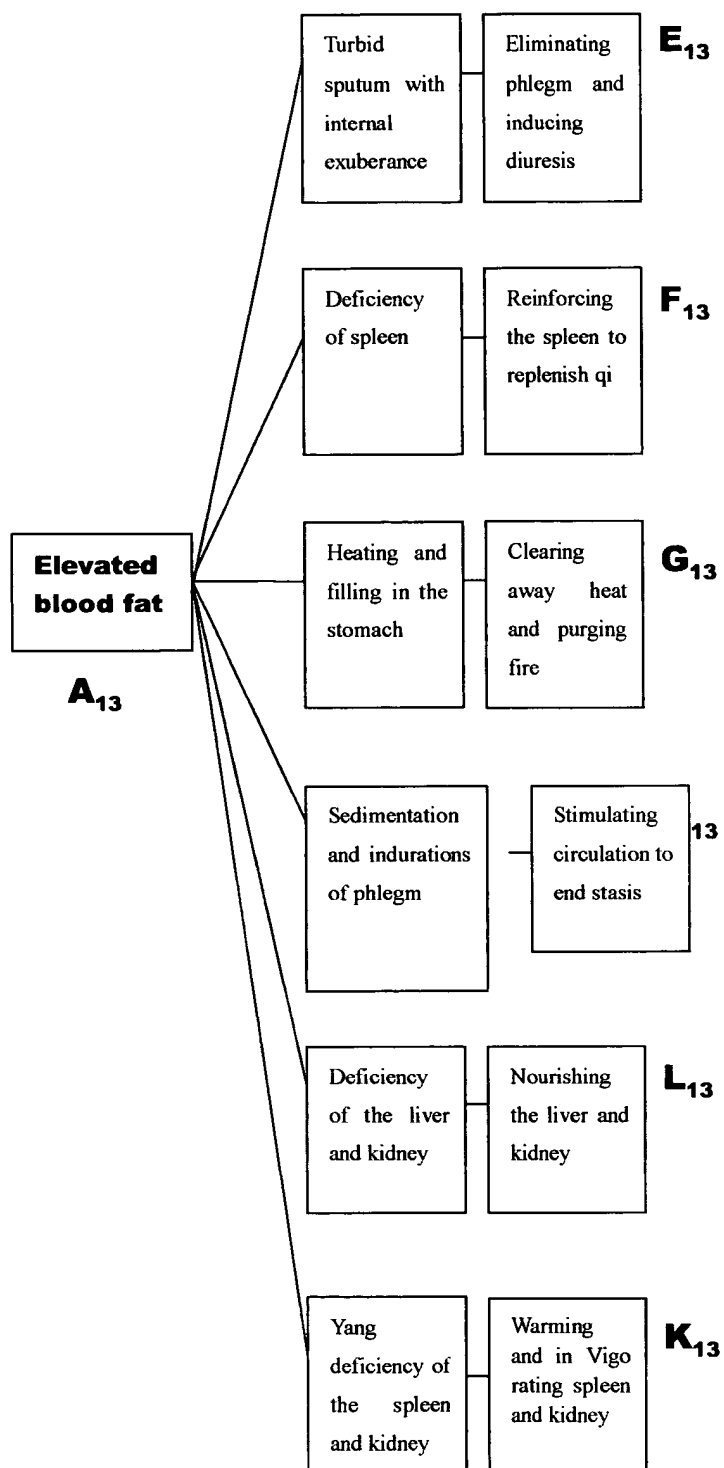 Turbid
sputum with
internal
exuberance
Eliminating
phlegm and
inducing
diuresis
E13
Deficiency
of spleen
Reinforcing
the spleen to
replenish qi
F13
Elevated
blood fat
A13
Heating and
filling in the
stomach
Clearing
away heat
and purging
fire
G13
Sedimentation
and indurations
of phlegm
Stimulating
circulation to
end stasis
13
Deficiency
of the liver
and kidney
Nourishing
the liver and
kidney
L13
Yang
deficiency of
the spleen
and kidney
Warming
and in Vigo
rating spleen
and kidney
K13